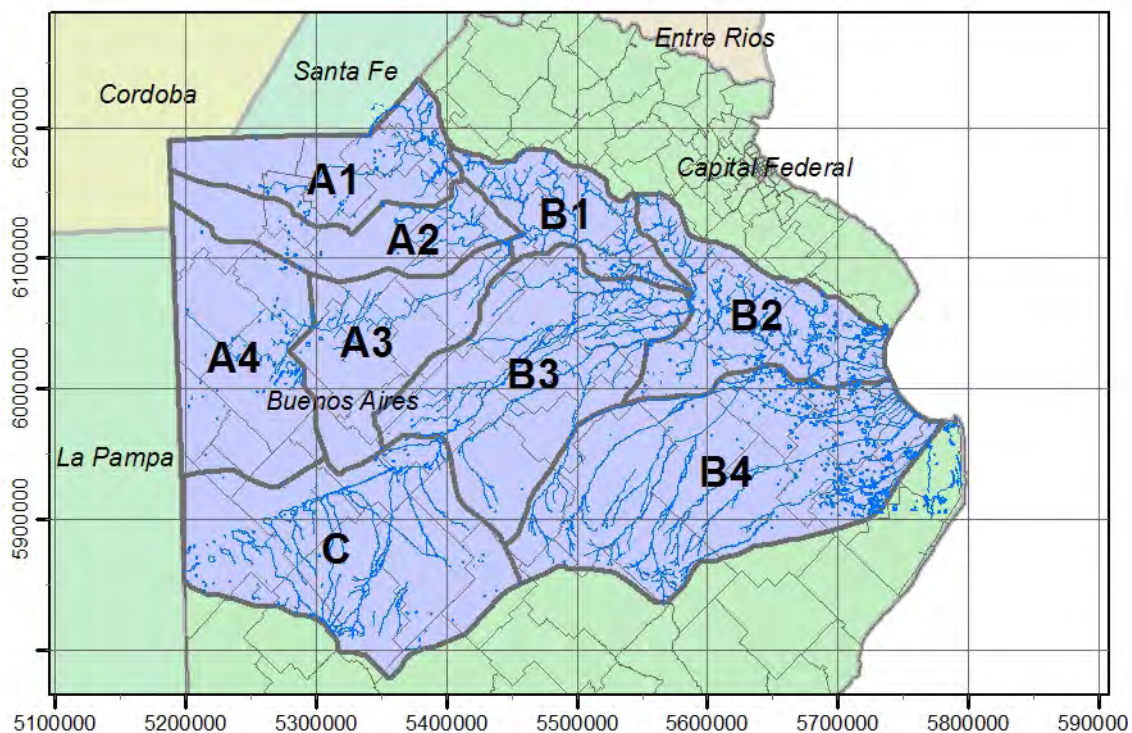 Entre Rios
Santa Fe
Cordoba
6200000
Capital Federal
A1
B1
A2
6100000
B2
A3
A4
B3
6000000
Buenos Aires
La Pampa
B4
5900000
C
5100000 5200000 5300000 5400000 5500000 5600000 5700000 5800000 590000